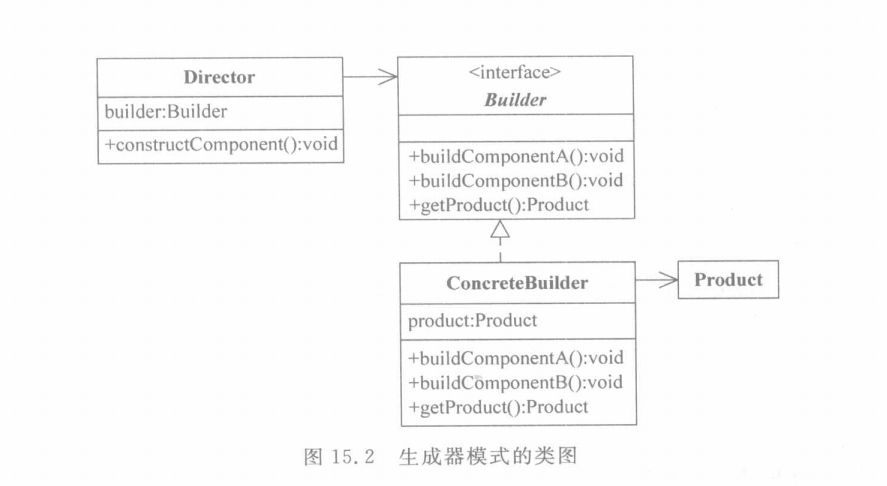 Director
builder:Builder
+constructComponent():void
<interface>
Builder
+buildComponentA():void
+buildComponentB():void
+getProduct():Product
ConcreteBuilder
product:Product
+buildComponentA():void
+buildComponentB():void
+getProduct():Product
Product
图 15.2 生成器模式的类图